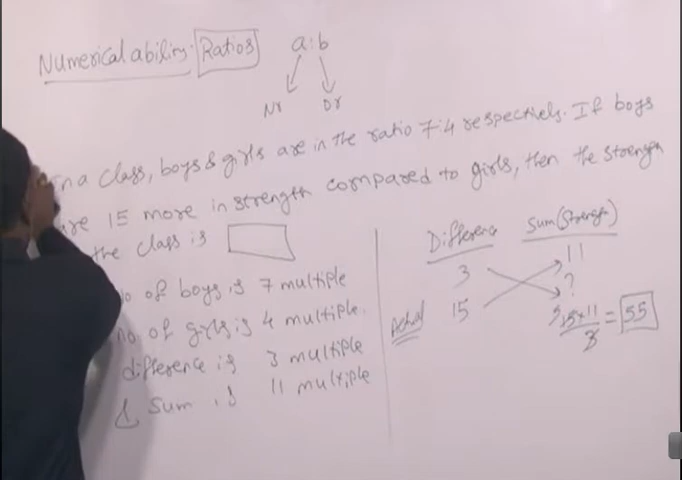 Numerical ability: Ratios
a:b
Nr Dr
In a class, boys & girls are in the ratio 7:4 respectively. If boys
are 15 more in strength compared to girls, then the strength
the class is
no of boys is 7 multiple
no. of girls is 4 multiple.
difference is 3 multiple
& sum is 11 multiple
Difference Sum(Strength)
3 11
Actual 15 ?
5 15×11
3
= 55